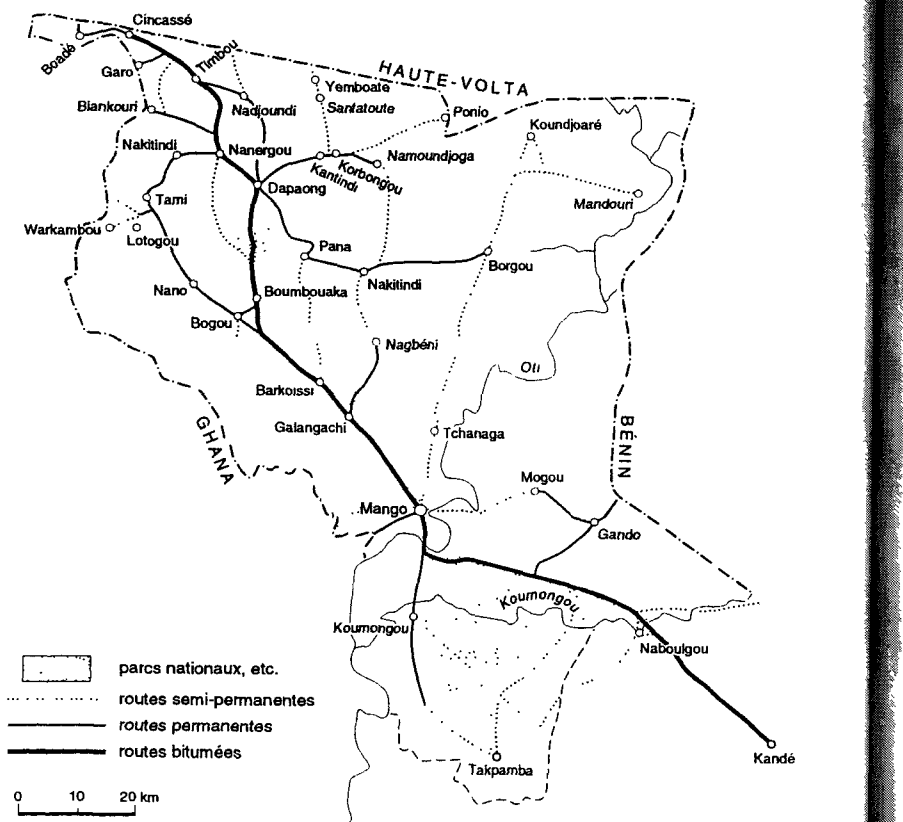 Cincassé
Boadé
Timbou
Garo
HAUTE-VOLTA
Yemboate
Santatoute
Nadjoundi
Biankouri
Ponio
Koundjoaré
Nakitindi
Nanergou
Namoundjoga
Korbongou
Kantindi
Dapaong
Tami
Mandouri
Warkambou
Lotogou
Pana
Borgou
Nakitindi
Nano
Boumbouaka
Bogou
Nagbéni
Oti
Barkoissi
Galangachi
GHANA
BÉNIN
Tchanaga
Mogou
Mango
Gando
Koumongou
Koumongou
Naboulgou
parcs nationaux, etc.
routes semi-permanentes
routes permanentes
routes bitumées
Takpamba
Kandé
0 10 20 km